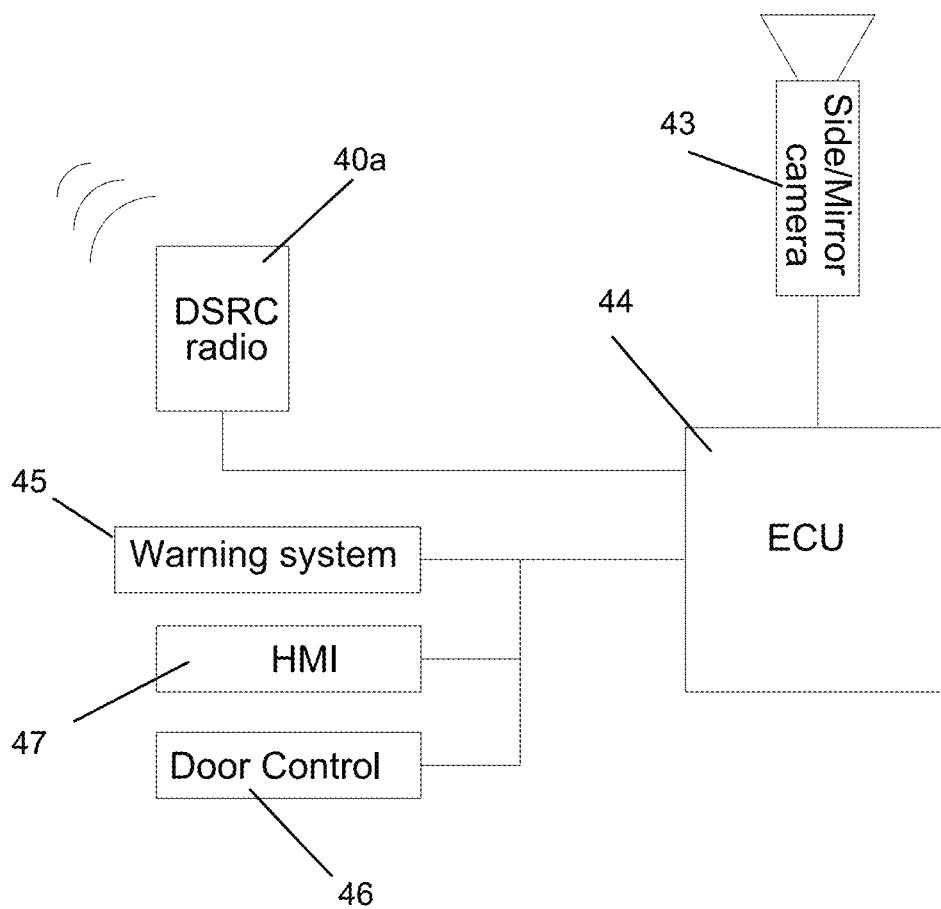 43
Side/Mirror
camera
40a
DSRC
radio
44
45
Warning system
ECU
HMI
47
Door Control
46